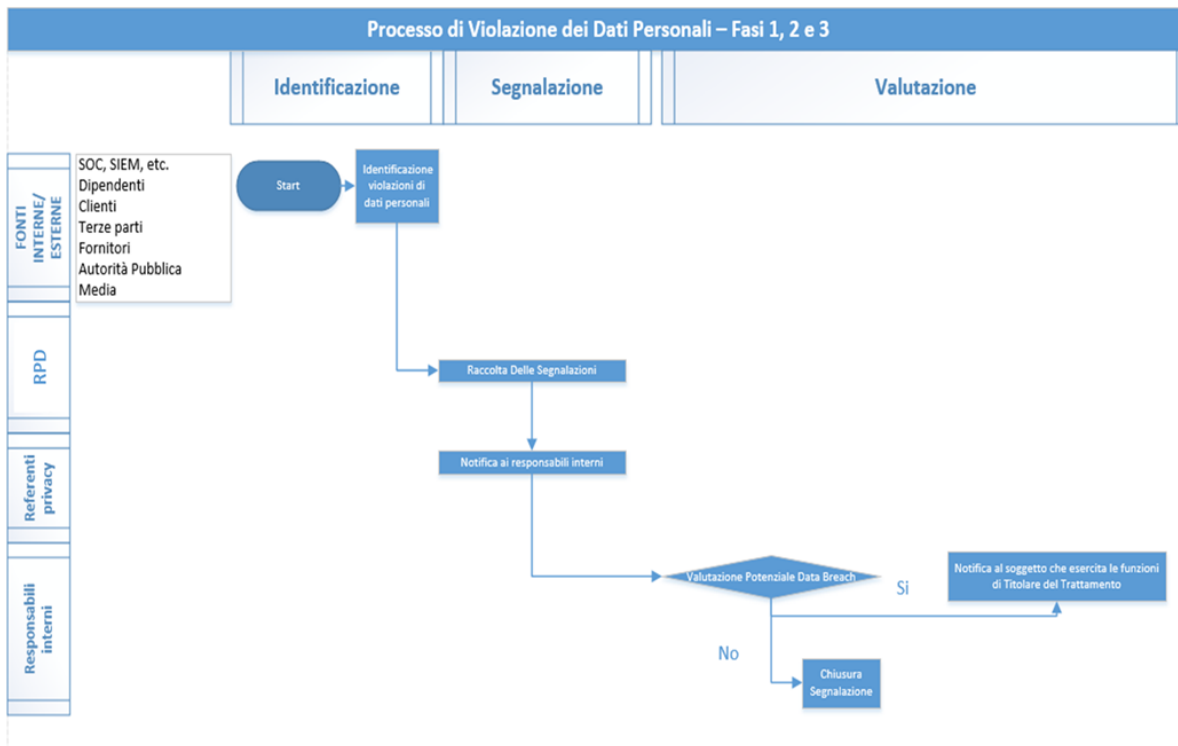 Processo di Violazione dei Dati Personali – Fasi 1, 2 e 3
Identificazione
Segnalazione
Valutazione
FONTI
INTERNE/
ESTERNE
SOC, SIEM, etc.
Dipendenti
Clienti
Terze parti
Fornitori
Autorità Pubblica
Media
Start
Identificazione
violazioni di
dati personali
RPD
Raccolta Delle Segnalazioni
Referenti
privacy
Notifica ai responsabili interni
Responsabili
interni
Valutazione Potenziale Data Breach
Si
Notifica al soggetto che esercita le funzioni
di Titolare del Trattamento
No
Chiusura
Segnalazione